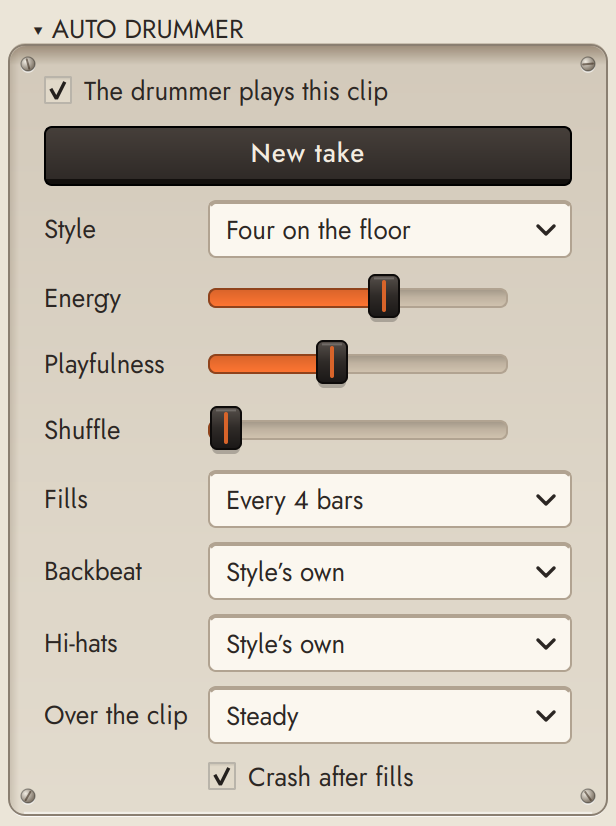 AUTO DRUMMER
The drummer plays this clip
New take
Style Four on the floor
Energy
Playfulness
Shuffle
Fills Every 4 bars
Backbeat Style’s own
Hi-hats Style’s own
Over the clip Steady
Crash after fills